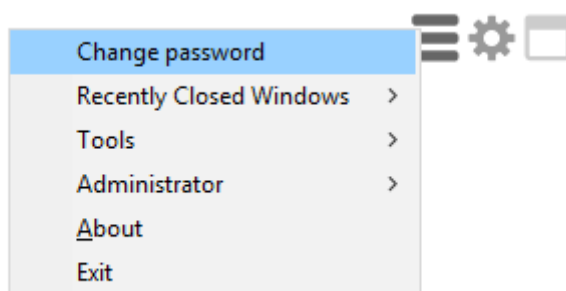 Change password
Recently Closed Windows
Tools
Administrator
About
Exit